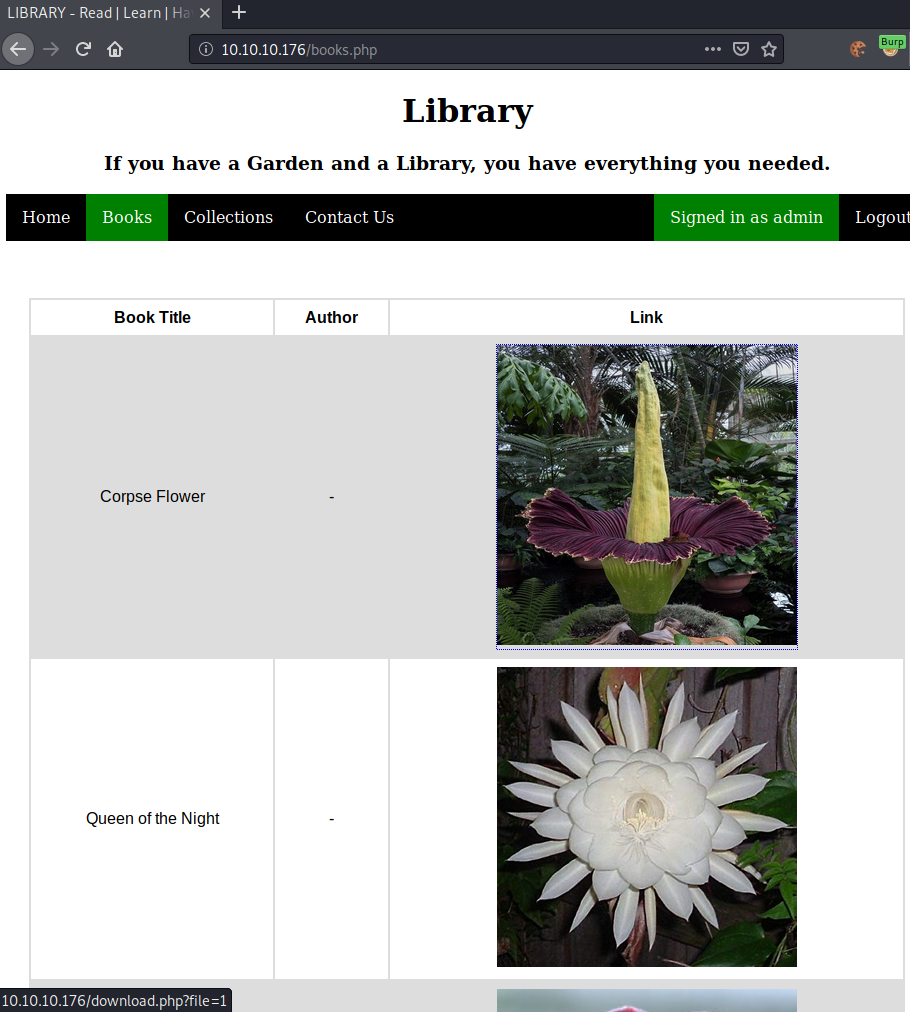 LIBRARY - Read | Learn | Ha
10.10.10.176/books.php
Burp
Library
If you have a Garden and a Library, you have everything you needed.
Home Books Collections Contact Us Signed in as admin Logout
Book Title Author Link
Corpse Flower -
Queen of the Night -
10.10.10.176/download.php?file=1